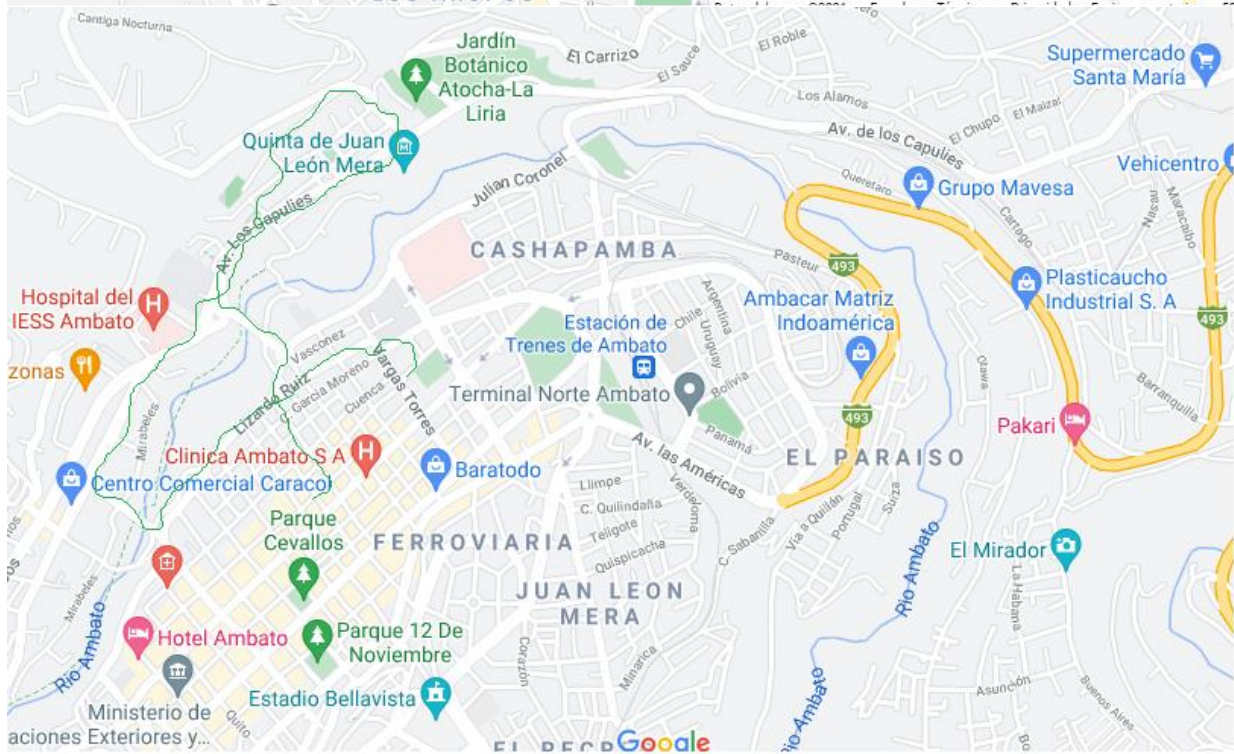 Cantiga Nocturna
El Carrizo
El Sauce
El Roble
Los Alamos
Jardín
Botánico
Atocha-La
Liria
Supermercado
Santa María
El Maizal
El Chupo
Av. de los Capulies
Quinta de Juan
León Mera
Julian Coronel
Queretaro
Grupo Mavesa
Vehicentro
Nasan
Maracaibo
Cartago
Av. Los Capulies
CASHAPAMBA
Pasteur
493
Plasticaucho
Industrial S. A
493
Hospital del
IESS Ambato
Ambacar Matriz
Indoamérica
Argentina
Uruguay
Chile
Estación de
Trenes de Ambato
Vasconez
zonas
Lizardo Ruiz
C. Garcia Moreno
Cuenca
Vargas Torres
Terminal Norte Ambato
Bolivia
Panamá
493
Otawa
Barranquilla
Pakari
Mirabeles
Clinica Ambato S A
Baratodo
Av. las Américas
EL PARAISO
Centro Comercial Caracol
Llimpe
C. Quilindaña
Verdeloma
Teligote
Quispicacha
C. Sabanilla
Via a Quillán
Portugal
Suiza
Parque
Cevallos
FERROVIARIA
El Mirador
La Habana
Rio Ambato
Mirabeles
JUAN LEON
MERA
Rio Ambato
Hotel Ambato
Parque 12 De
Noviembre
Corazón
Minarica
Asunción
Buenos Aires
Estadio Bellavista
Quito
Ministerio de
aciones Exteriores y...
Rio Ambato
Google